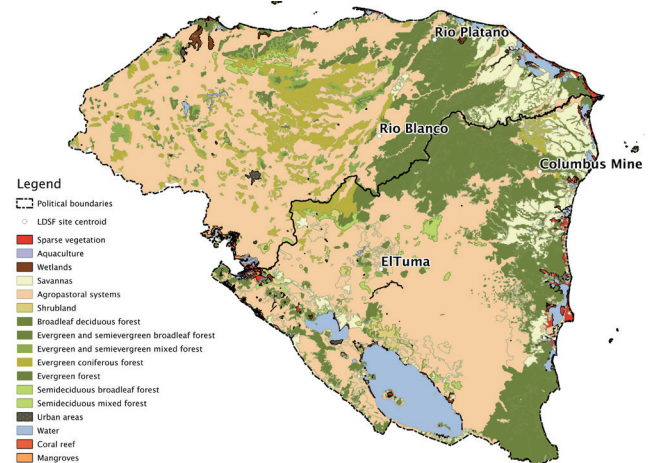 Rio Platano
Rio Blanco
Columbus Mine
ElTuma
Legend
Political boundaries
LDSF site centroid
Sparse vegetation
Aquaculture
Wetlands
Savannas
Agropastoral systems
Shrubland
Broadleaf deciduous forest
Evergreen and semievergreen broadleaf forest
Evergreen and semievergreen mixed forest
Evergreen coniferous forest
Evergreen forest
Semideciduous broadleaf forest
Semideciduous mixed forest
Urban areas
Water
Coral reef
Mangroves